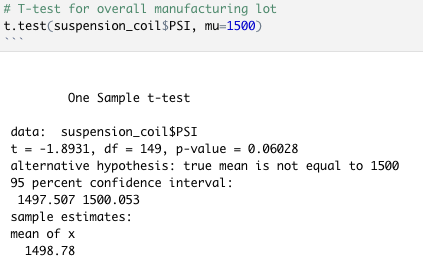 # T-test for overall manufacturing lot
t.test(suspension_coil$PSI, mu=1500)
```
One Sample t-test
data:  suspension_coil$PSI
t = -1.8931, df = 149, p-value = 0.06028
alternative hypothesis: true mean is not equal to 1500
95 percent confidence interval:
1497.507 1500.053
sample estimates:
mean of x
1498.78